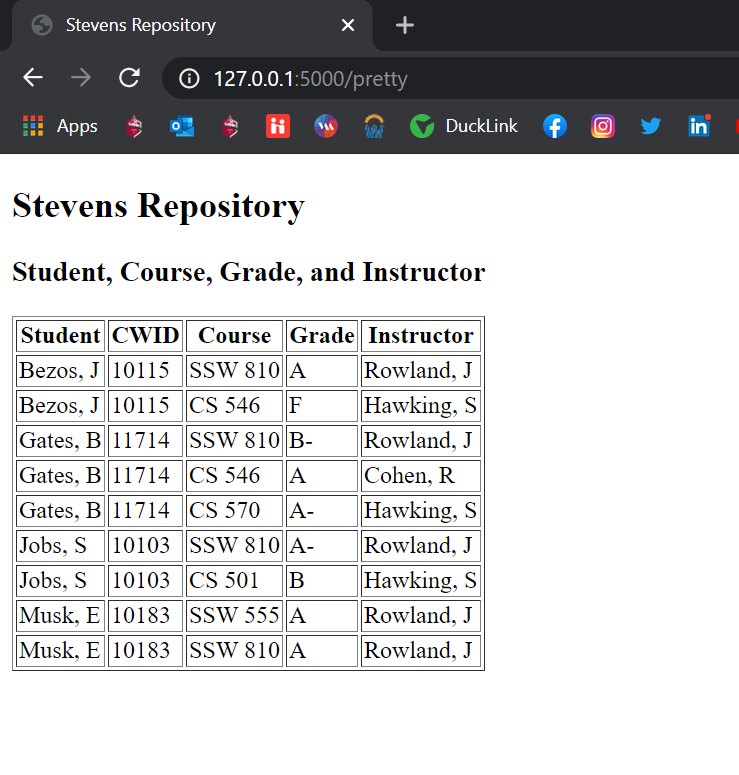 Stevens Repository
127.0.0.1:5000/pretty
Apps DuckLink
Stevens Repository
Student, Course, Grade, and Instructor
Student CWID Course Grade Instructor
Bezos, J 10115 SSW 810 A Rowland, J
Bezos, J 10115 CS 546 F Hawking, S
Gates, B 11714 SSW 810 B- Rowland, J
Gates, B 11714 CS 546 A Cohen, R
Gates, B 11714 CS 570 A- Hawking, S
Jobs, S 10103 SSW 810 A- Rowland, J
Jobs, S 10103 CS 501 B Hawking, S
Musk, E 10183 SSW 555 A Rowland, J
Musk, E 10183 SSW 810 A Rowland, J